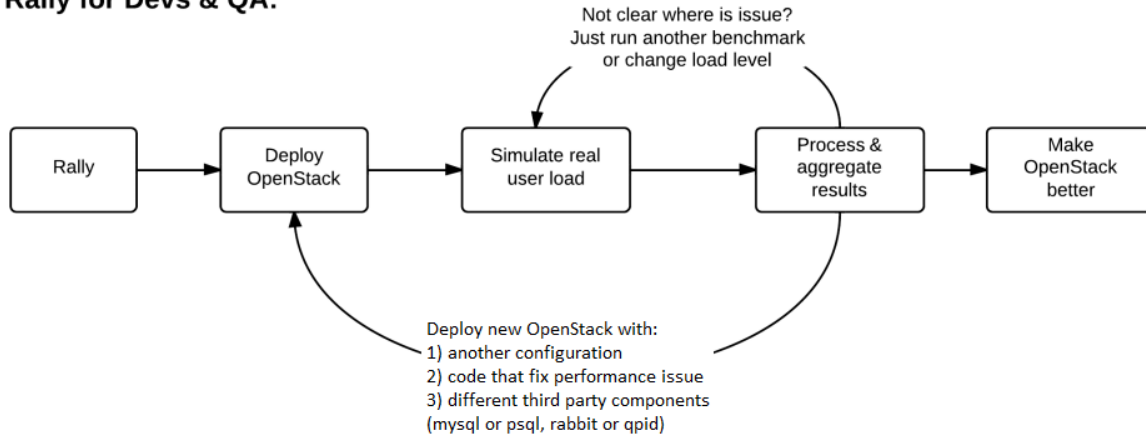 Rally for Devs & QA:
Not clear where is issue?
Just run another benchmark
or change load level
Rally
Deploy
OpenStack
Simulate real
user load
Process &
aggregate
results
Make
OpenStack
better
Deploy new OpenStack with:
1) another configuration
2) code that fix performance issue
3) different third party components
(mysql or psql, rabbit or qpid)